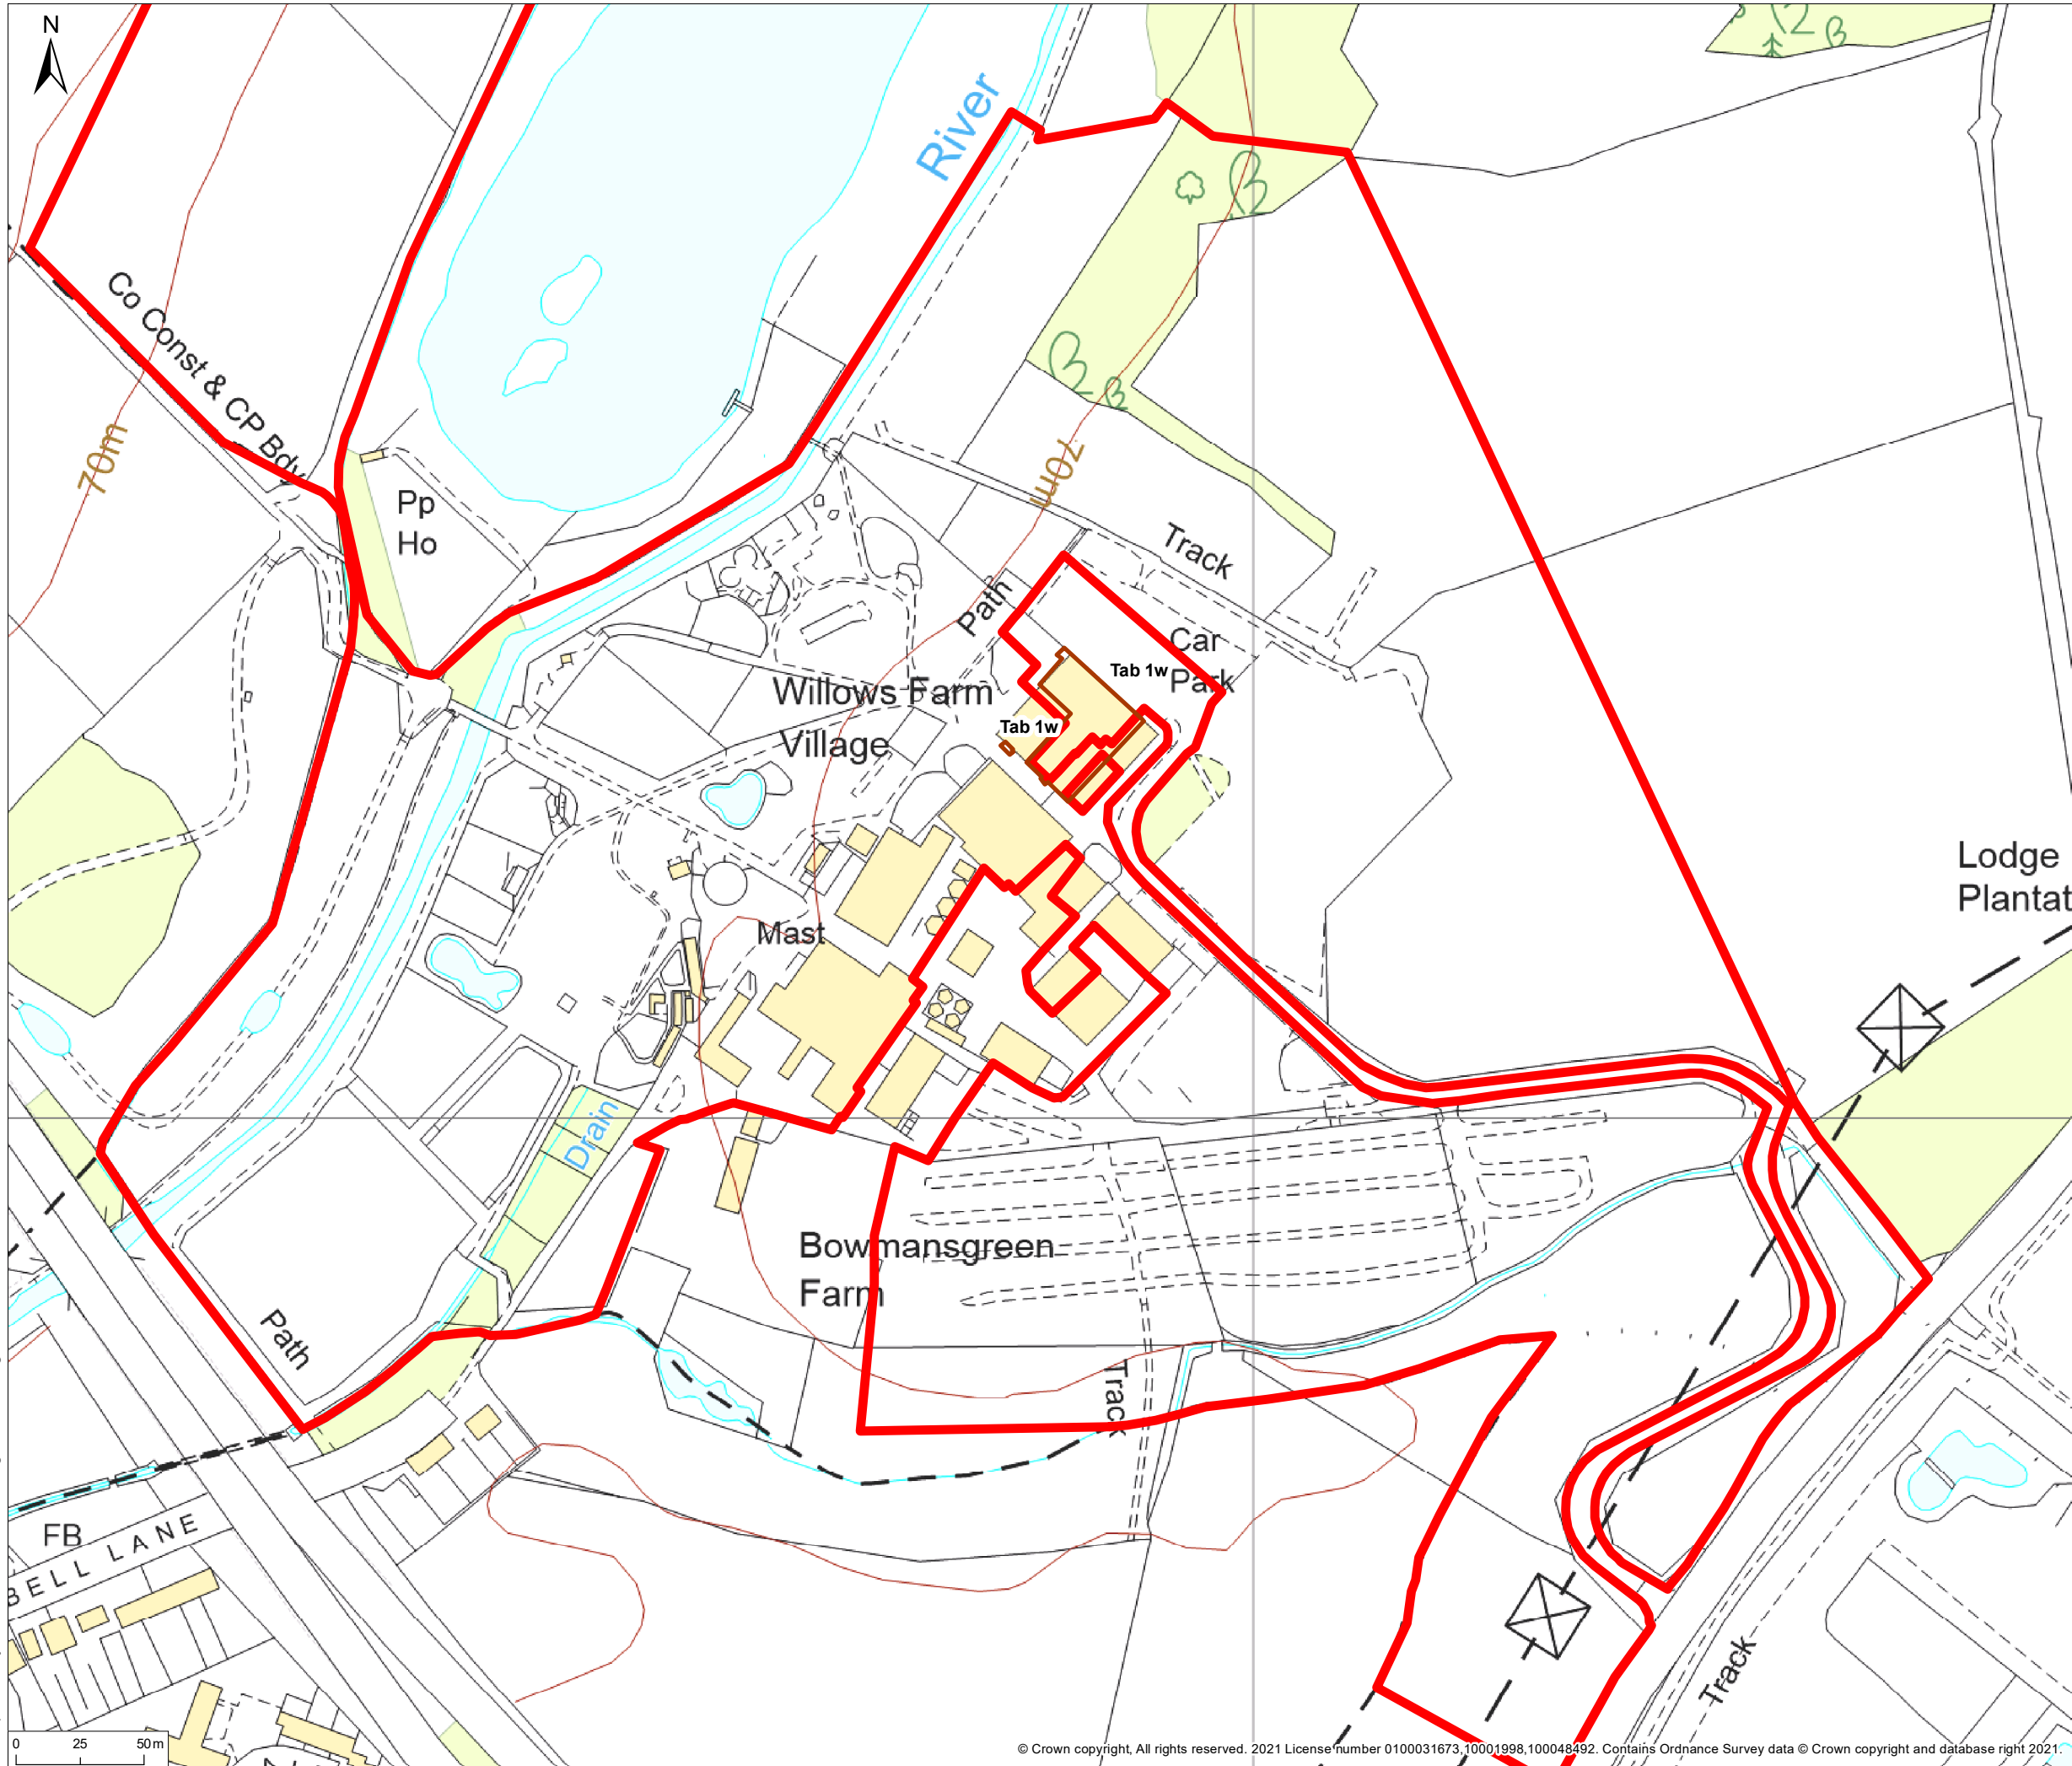 N
River
Co Const & CP Bdy
70m
Pp
Ho
70m
Track
Path
Car
Park
Tab 1w
Tab 1w
Willows Farm
Village
Lodge
Plantat
Mast
Drain
Bowmansgreen
Farm
Path
Track
FB
BELL LANE
Track
0 25 50 m
© Crown copyright, All rights reserved. 2021 License number 0100031673,10001998,100048492. Contains Ordnance Survey data © Crown copyright and database right 2021.